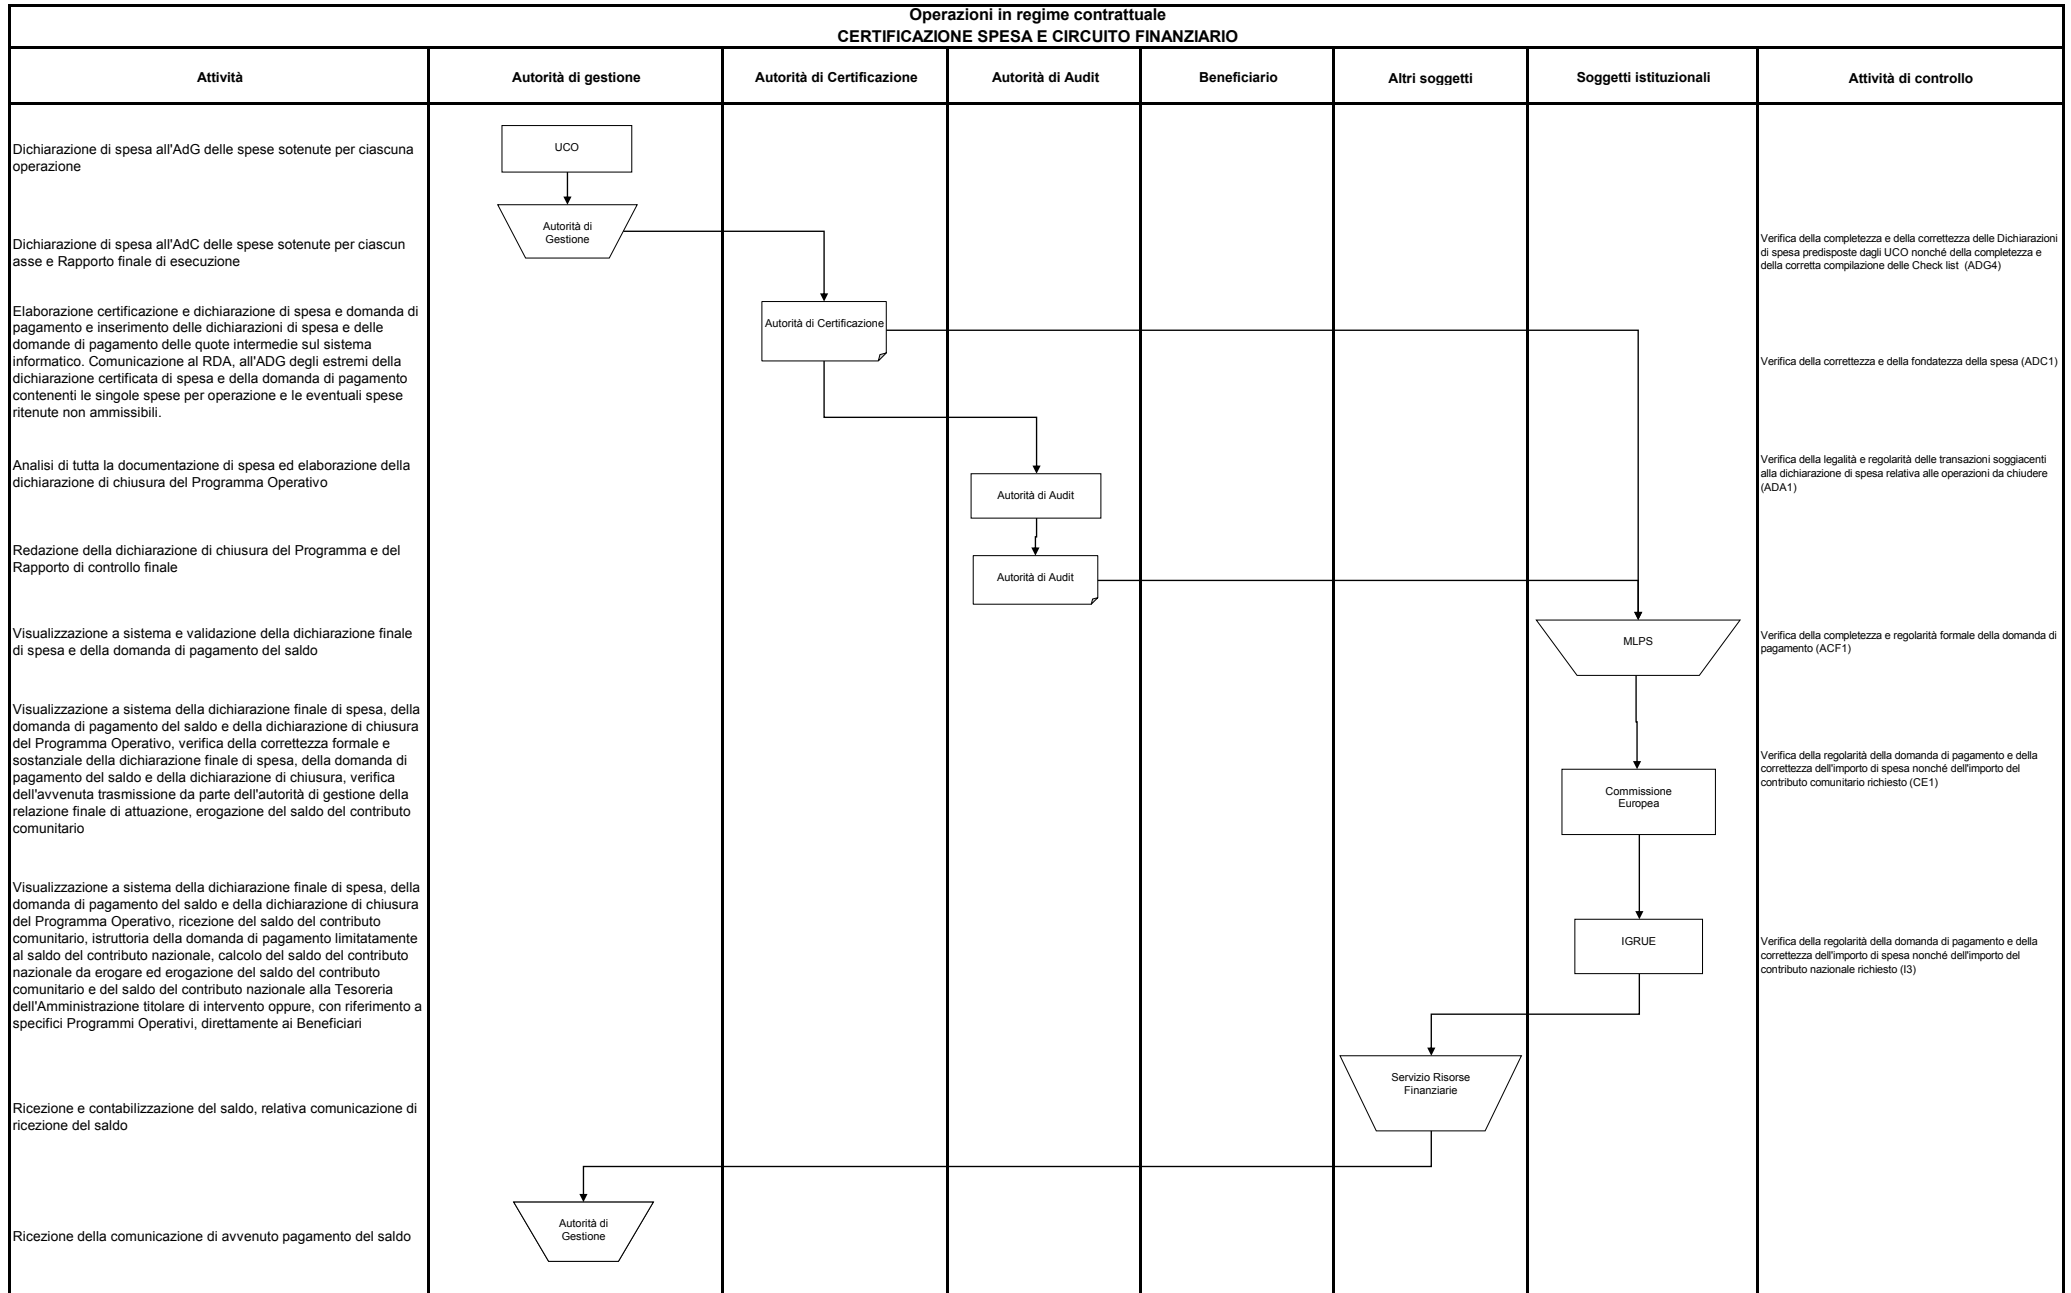 Operazioni in regime contrattuale
CERTIFICAZIONE SPESA E CIRCUITO FINANZIARIO
Attività
Autorità di gestione
Autorità di Certificazione
Autorità di Audit
Beneficiario
Altri soggetti
Soggetti istituzionali
Attività di controllo
Dichiarazione di spesa all'AdG delle spese sotenute per ciascuna
operazione
UCO
Dichiarazione di spesa all'AdC delle spese sotenute per ciascun
asse e Rapporto finale di esecuzione
Autorità di
Gestione
Verifica della completezza e della correttezza delle Dichiarazioni
di spesa predisposte dagli UCO nonché della completezza e
della corretta compilazione delle Check list (ADG4)
Elaborazione certificazione e dichiarazione di spesa e domanda di
pagamento e inserimento delle dichiarazioni di spesa e delle
domande di pagamento delle quote intermedie sul sistema
informatico. Comunicazione al RDA, all'ADG degli estremi della
dichiarazione certificata di spesa e della domanda di pagamento
contenenti le singole spese per operazione e le eventuali spese
ritenute non ammissibili.
Autorità di Certificazione
Verifica della correttezza e della fondatezza della spesa (ADC1)
Analisi di tutta la documentazione di spesa ed elaborazione della
dichiarazione di chiusura del Programma Operativo
Autorità di Audit
Verifica della legalità e regolarità delle transazioni soggiacenti
alla dichiarazione di spesa relativa alle operazioni da chiudere
(ADA1)
Redazione della dichiarazione di chiusura del Programma e del
Rapporto di controllo finale
Autorità di Audit
Visualizzazione a sistema e validazione della dichiarazione finale
di spesa e della domanda di pagamento del saldo
MLPS
Verifica della completezza e regolarità formale della domanda di
pagamento (ACF1)
Visualizzazione a sistema della dichiarazione finale di spesa, della
domanda di pagamento del saldo e della dichiarazione di chiusura
del Programma Operativo, verifica della correttezza formale e
sostanziale della dichiarazione finale di spesa, della domanda di
pagamento del saldo e della dichiarazione di chiusura, verifica
dell'avvenuta trasmissione da parte dell'autorità di gestione della
relazione finale di attuazione, erogazione del saldo del contributo
comunitario
Commissione
Europea
Verifica della regolarità della domanda di pagamento e della
correttezza dell'importo di spesa nonché dell'importo del
contributo comunitario richiesto (CE1)
Visualizzazione a sistema della dichiarazione finale di spesa, della
domanda di pagamento del saldo e della dichiarazione di chiusura
del Programma Operativo, ricezione del saldo del contributo
comunitario, istruttoria della domanda di pagamento limitatamente
al saldo del contributo nazionale, calcolo del saldo del contributo
nazionale da erogare ed erogazione del saldo del contributo
comunitario e del saldo del contributo nazionale alla Tesoreria
dell'Amministrazione titolare di intervento oppure, con riferimento a
specifici Programmi Operativi, direttamente ai Beneficiari
IGRUE
Verifica della regolarità della domanda di pagamento e della
correttezza dell'importo di spesa nonché dell'importo del
contributo nazionale richiesto (I3)
Ricezione e contabilizzazione del saldo, relativa comunicazione di
ricezione del saldo
Servizio Risorse
Finanziarie
Ricezione della comunicazione di avvenuto pagamento del saldo
Autorità di
Gestione